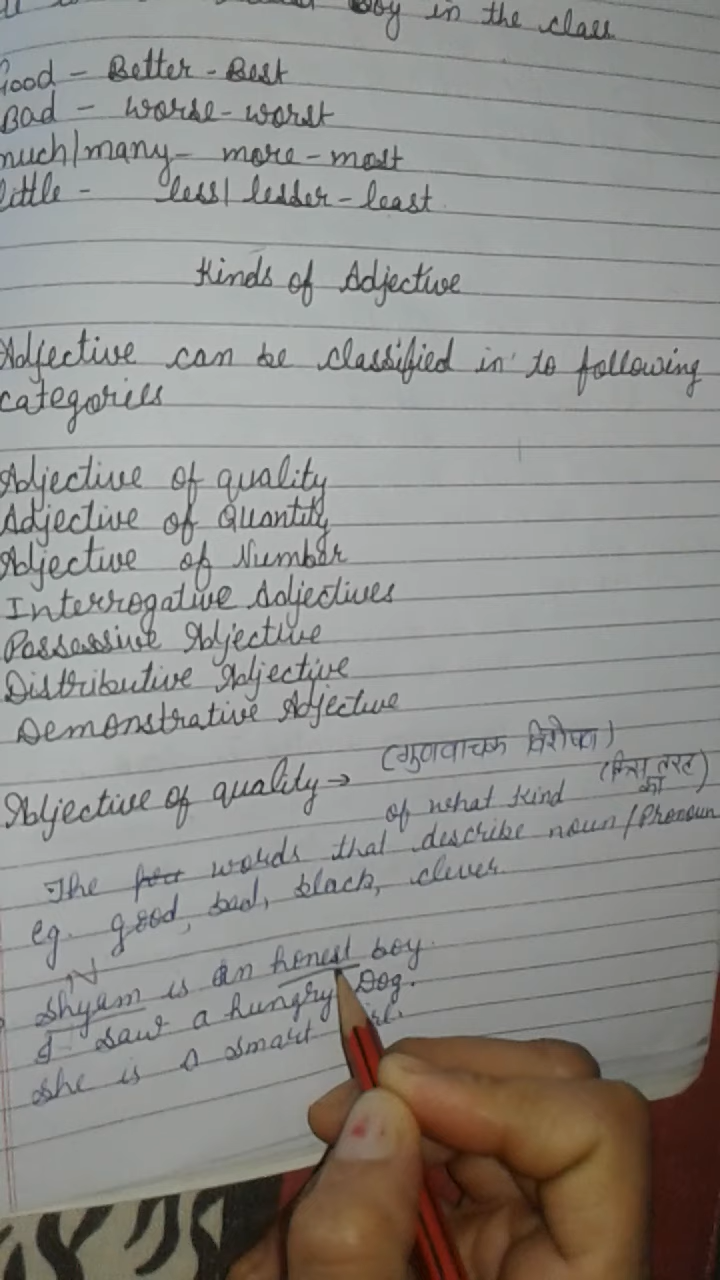 boy in the class
Good - Better - Best
Bad - worse - worst
much/many - more - most
little - less/lesser - least
Kinds of Adjective
Adjective can be classified in to following
categories
Adjective of quality
Adjective of Quantity
Adjective of Number
Interrogative Adjectives
Possessive Adjective
Distributive Adjective
Demonstrative Adjective
Adjective of quality → (गुणवाचक विशेषण)
of what kind (किस तरह का)
The words that describe noun/Pronoun
eg. good, bad, black, clever
N
Shyam is an honest boy.
I saw a hungry Dog.
She is a smart